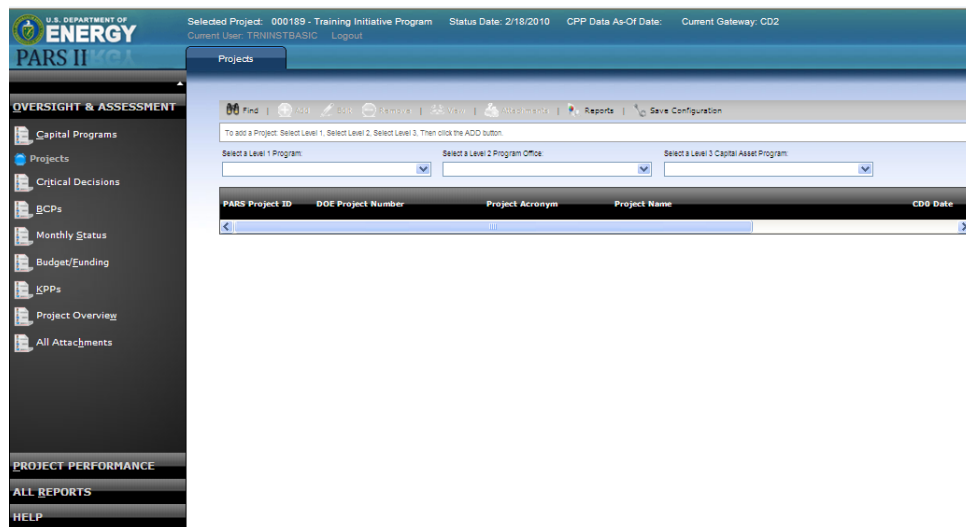 U.S. DEPARTMENT OF
ENERGY
PARS II
Selected Project: 000189 - Training Initiative Program Status Date: 2/18/2010 CPP Data As-Of Date: Current Gateway: CD2
Current User: TRNINSTBASIC Logout
Projects
OVERSIGHT & ASSESSMENT
Capital Programs
Projects
Critical Decisions
BCPs
Monthly Status
Budget/Funding
KPPs
Project Overview
All Attachments
PROJECT PERFORMANCE
ALL REPORTS
HELP
Find | Add Edit | View | Attachments | Reports | Save Configuration
To add a Project: Select Level 1, Select Level 2, Select Level 3, Then click the ADD button.
Select a Level 1 Program: Select a Level 2 Program Office: Select a Level 3 Capital Asset Program:
PARS Project ID DOE Project Number Project Acronym Project Name CD0 Date